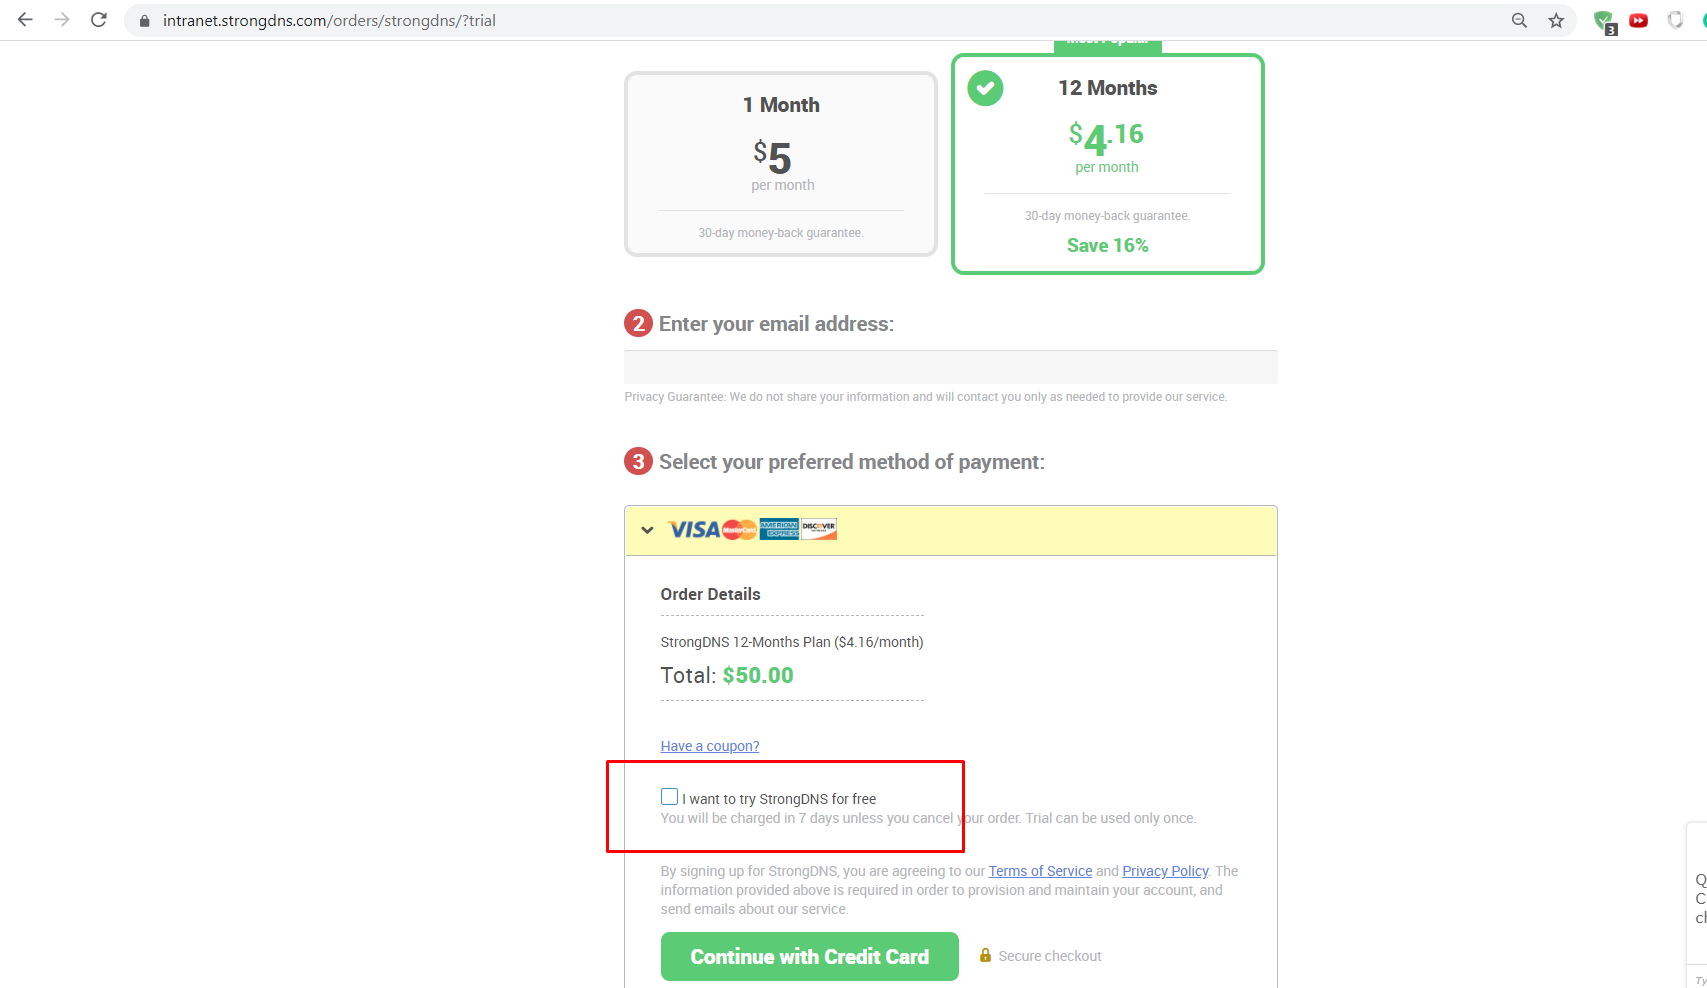 intranet.strongdns.com/orders/strongdns/?trial
3
1 Month
$5
per month
30-day money-back guarantee.
12 Months
$4.16
per month
30-day money-back guarantee.
Save 16%
2 Enter your email address:
Privacy Guarantee: We do not share your information and will contact you only as needed to provide our service.
3 Select your preferred method of payment:
VISA MasterCard AMERICAN EXPRESS DISCOVER
Order Details
StrongDNS 12-Months Plan ($4.16/month)
Total: $50.00
Have a coupon?
I want to try StrongDNS for free
You will be charged in 7 days unless you cancel your order. Trial can be used only once.
By signing up for StrongDNS, you are agreeing to our Terms of Service and Privacy Policy. The
information provided above is required in order to provision and maintain your account, and
send emails about our service.
Continue with Credit Card
Secure checkout
Q
C
ch
Ty